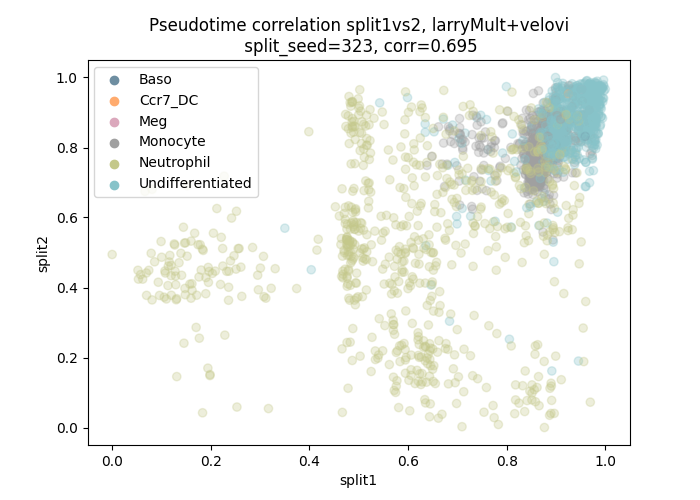 Pseudotime correlation split1vs2, larryMult+velovi
split_seed=323, corr=0.695
Baso
Ccr7_DC
Meg
Monocyte
Neutrophil
Undifferentiated
1.0
0.8
0.6
0.4
0.2
0.0
split2
0.0 0.2 0.4 0.6 0.8 1.0
split1